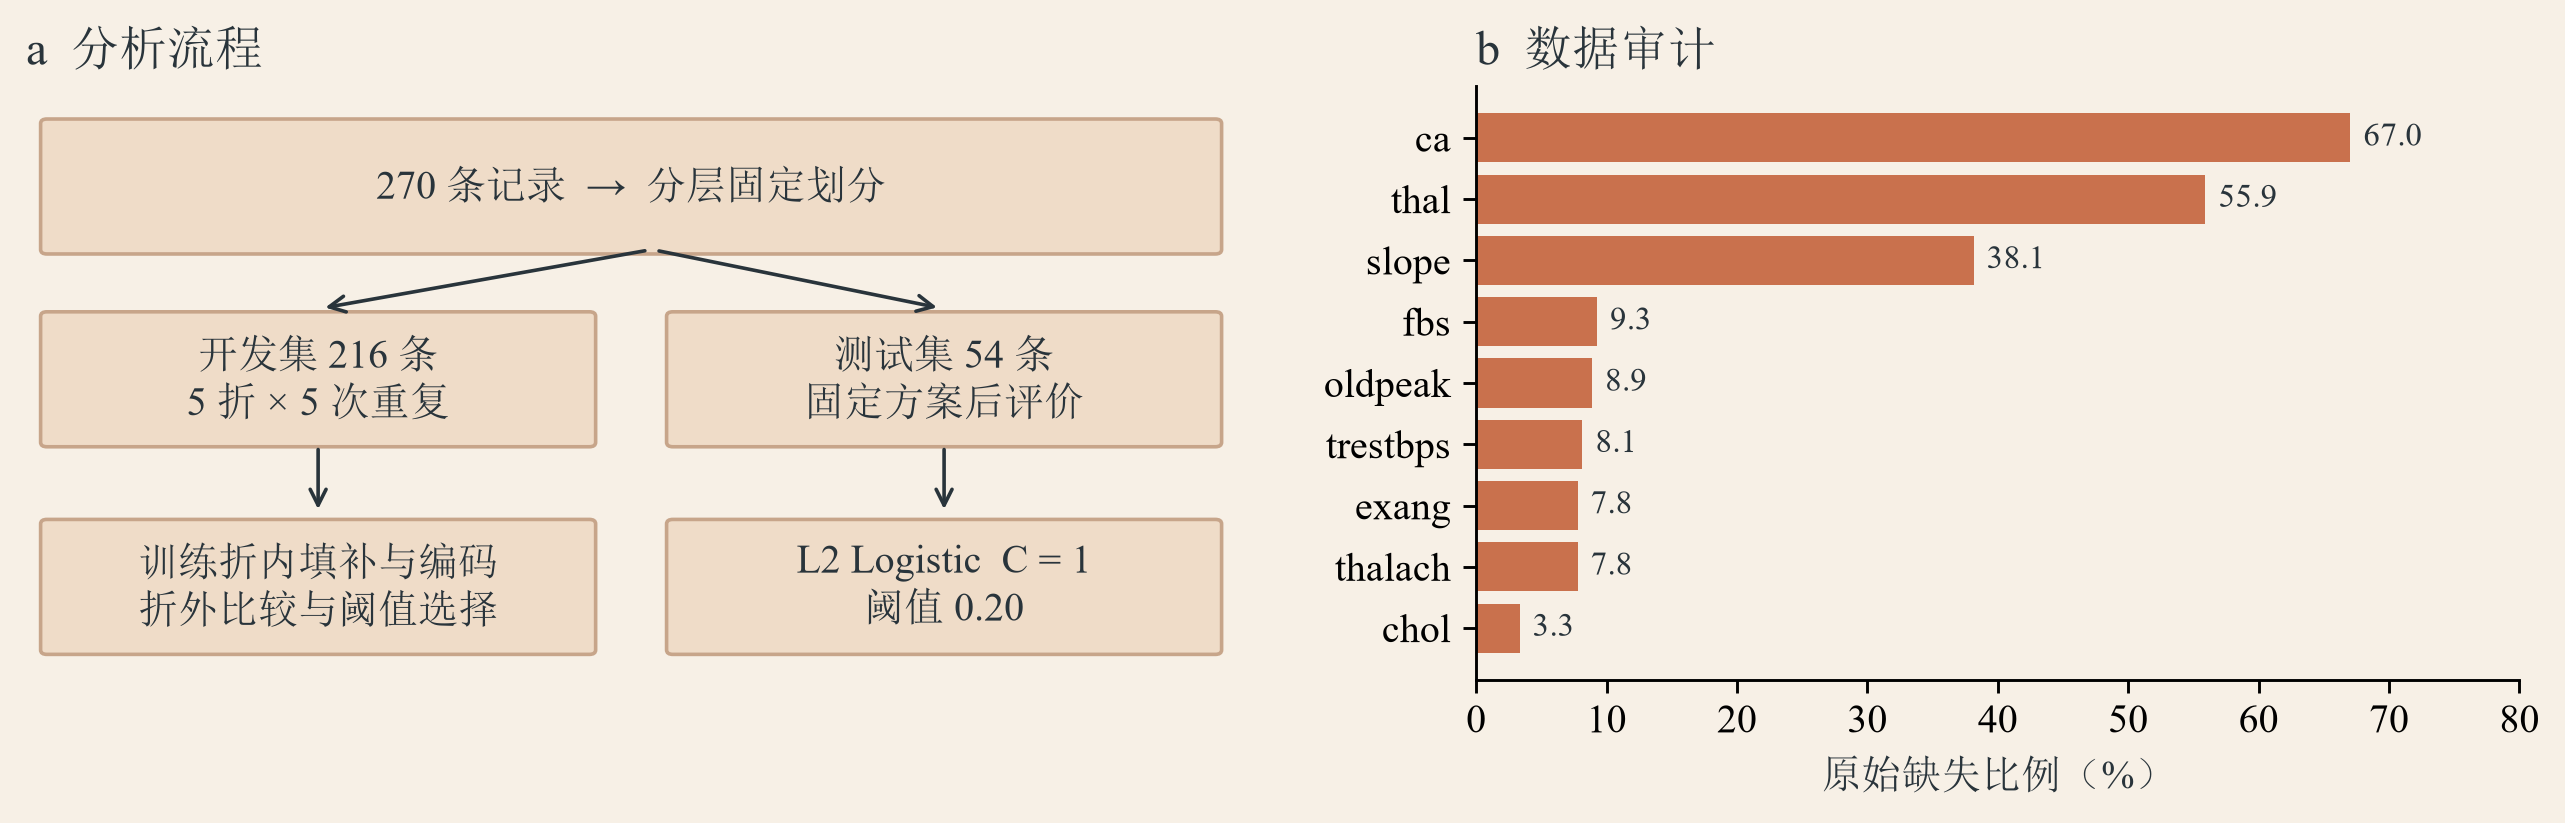 a 分析流程
270 条记录 → 分层固定划分
开发集 216 条
5 折 × 5 次重复
测试集 54 条
固定方案后评价
训练折内填补与编码
折外比较与阈值选择
L2 Logistic C = 1
阈值 0.20
b 数据审计
ca 67.0
thal 55.9
slope 38.1
fbs 9.3
oldpeak 8.9
trestbps 8.1
exang 7.8
thalach 7.8
chol 3.3
0 10 20 30 40 50 60 70 80
原始缺失比例（%）